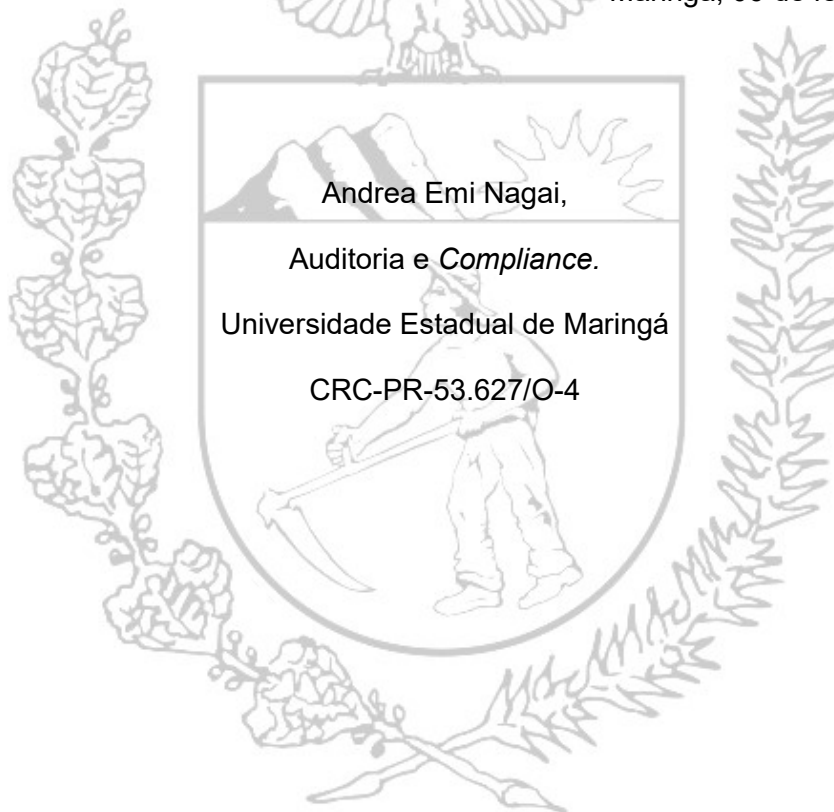 Andrea Emi Nagai,
Auditoria e Compliance.
Universidade Estadual de Maringá
CRC-PR-53.627/O-4